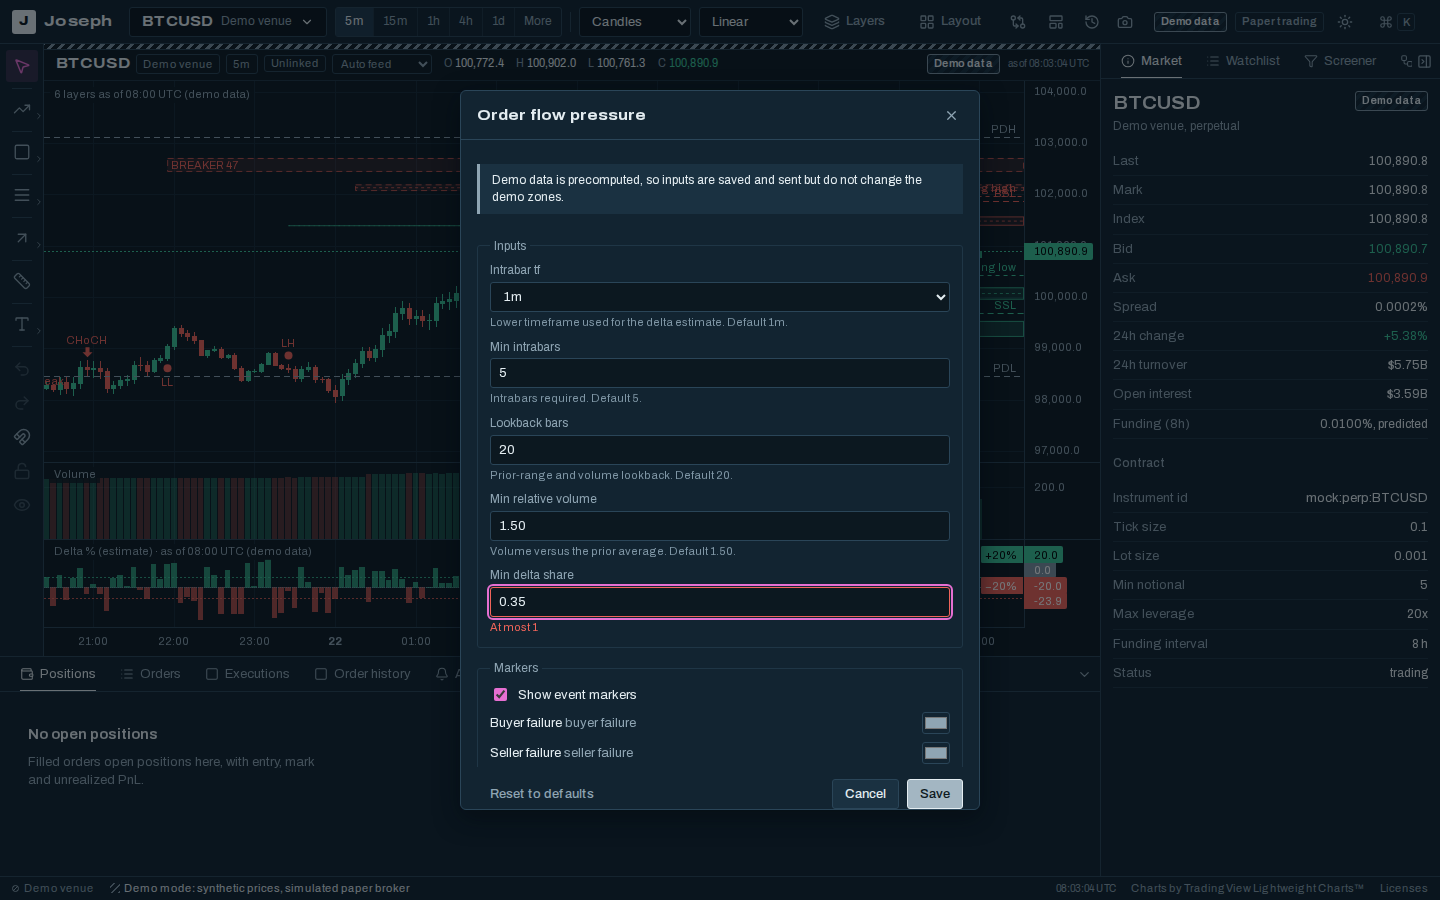 J Joseph
BTCUSD Demo venue
5m 15m 1h 4h 1d More
Candles
Linear
Layers
Layout
Demo data
Paper trading
⌘ K
BTCUSD Demo venue 5m Unlinked Auto feed O 100,772.4 H 100,902.0 L 100,761.3 C 100,890.9 Demo data as of 08:03:04 UTC
6 layers as of 08:00 UTC (demo data)
BREAKER 47
CHoCH
LL
LH
PDH
BSL
ng low
SSL
PDL
104,000.0
103,000.0
102,000.0
100,890.9
100,000.0
99,000.0
98,000.0
97,000.0
Volume
200.0
Delta % (estimate) · as of 08:00 UTC (demo data)
+20% 20.0
0.0
−20% -20.0
-23.9
21:00 22:00 23:00 22 01:00
:00
Order flow pressure
Demo data is precomputed, so inputs are saved and sent but do not change the
demo zones.
Inputs
Intrabar tf
1m
Lower timeframe used for the delta estimate. Default 1m.
Min intrabars
5
Intrabars required. Default 5.
Lookback bars
20
Prior-range and volume lookback. Default 20.
Min relative volume
1.50
Volume versus the prior average. Default 1.50.
Min delta share
0.35
At most 1
Markers
Show event markers
Buyer failure buyer failure
Seller failure seller failure
Reset to defaults
Cancel
Save
Market Watchlist Screener
BTCUSD Demo data
Demo venue, perpetual
Last 100,890.8
Mark 100,890.8
Index 100,890.8
Bid 100,890.7
Ask 100,890.9
Spread 0.0002%
24h change +5.38%
24h turnover $5.75B
Open interest $3.59B
Funding (8h) 0.0100%, predicted
Contract
Instrument id mock:perp:BTCUSD
Tick size 0.1
Lot size 0.001
Min notional 5
Max leverage 20x
Funding interval 8 h
Status trading
Positions Orders Executions Order history A
No open positions
Filled orders open positions here, with entry, mark
and unrealized PnL.
Demo venue Demo mode: synthetic prices, simulated paper broker
08:03:04 UTC Charts by TradingView Lightweight Charts™ Licenses